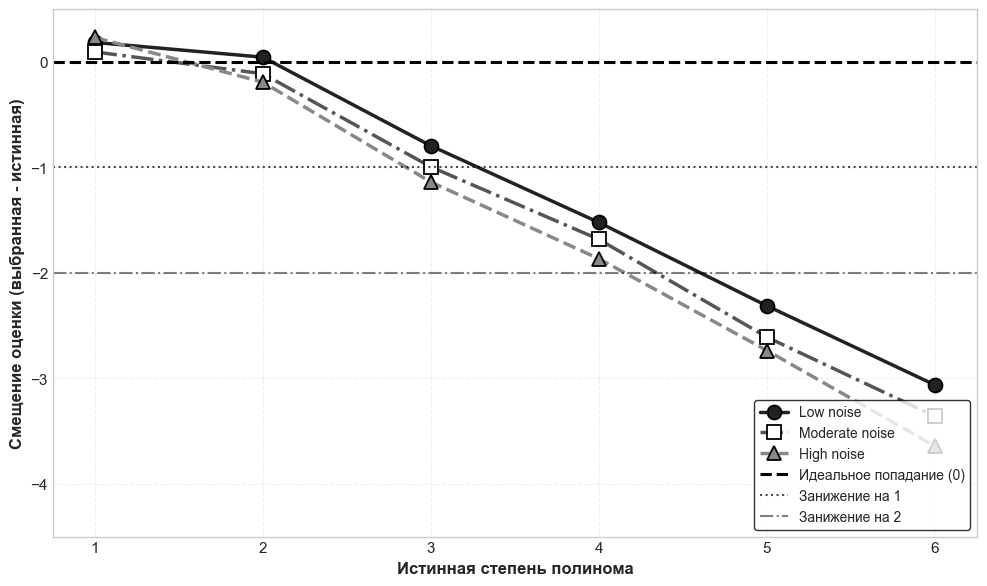 Смещение оценки (выбранная - истинная)
0
−1
−2
−3
−4
1 2 3 4 5 6
Истинная степень полинома
Low noise
Moderate noise
High noise
Идеальное попадание (0)
Занижение на 1
Занижение на 2